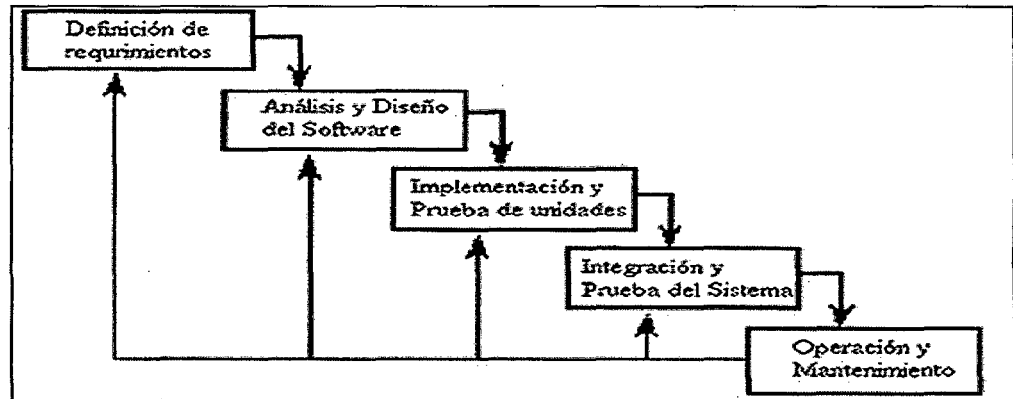 Definición de
requrimientos
Análisis y Diseño
del Software
Implementación y
Prueba de unidades
Integración y
Prueba del Sistema
Operación y
Mantenimiento